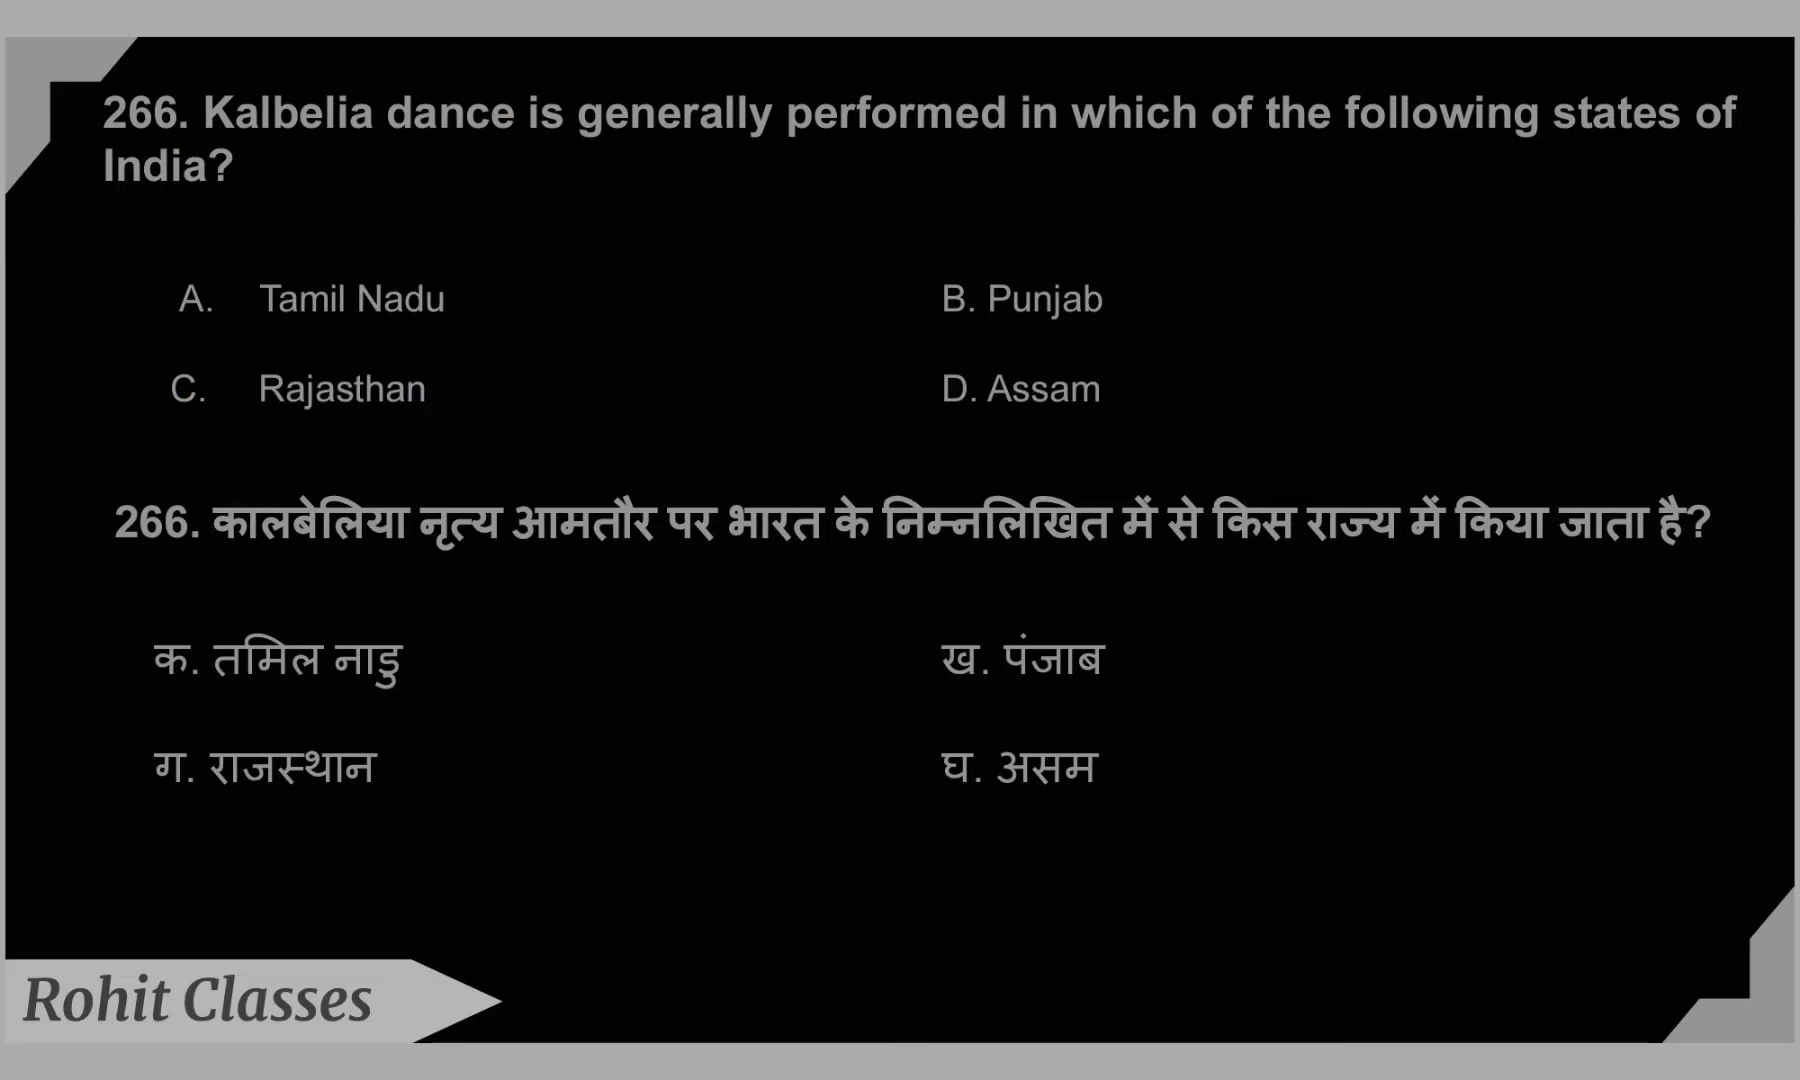 266. Kalbelia dance is generally performed in which of the following states of
India?
A. Tamil Nadu
B. Punjab
C. Rajasthan
D. Assam
266. कालबेलिया नृत्य आमतौर पर भारत के निम्नलिखित में से किस राज्य में किया जाता है?
क. तमिल नाडु
ख. पंजाब
ग. राजस्थान
घ. असम
Rohit Classes